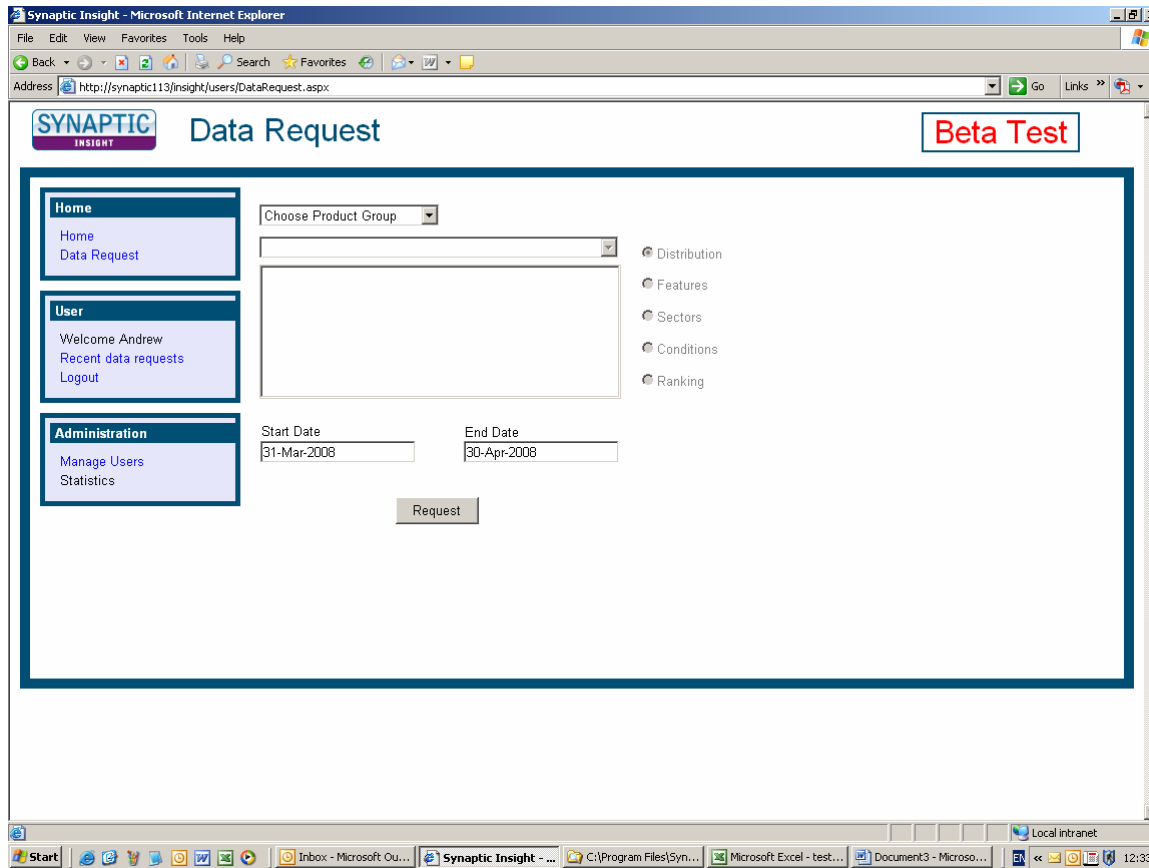 Synaptic Insight - Microsoft Internet Explorer
File Edit View Favorites Tools Help
Back Search Favorites
Address http://synaptic113/insight/users/DataRequest.aspx Go Links »
SYNAPTIC
INSIGHT
Data Request
Beta Test
Home
Home
Data Request
User
Welcome Andrew
Recent data requests
Logout
Administration
Manage Users
Statistics
Choose Product Group
Distribution
Features
Sectors
Conditions
Ranking
Start Date End Date
31-Mar-2008 30-Apr-2008
Request
Local intranet
Start Inbox - Microsoft Ou... Synaptic Insight - ... C:\Program Files\Syn... Microsoft Excel - test... Document3 - Microso... EN « 12:33